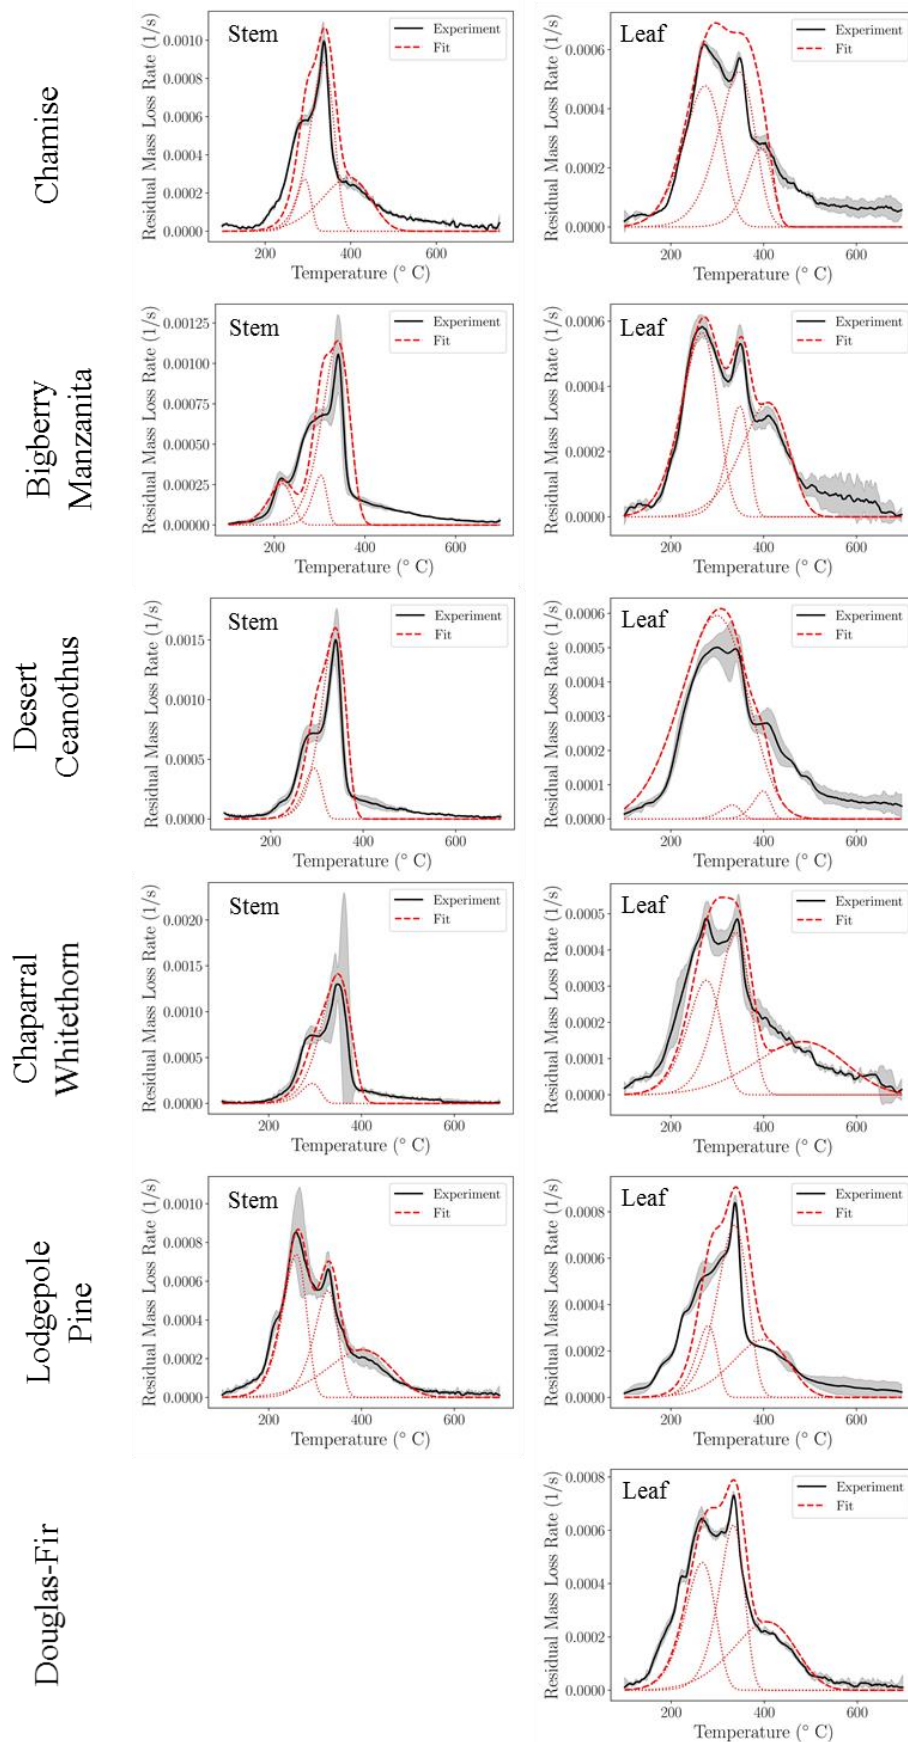 Chamise
Stem
Experiment
Fit
Residual Mass Loss Rate (1/s)
0.0010
0.0008
0.0006
0.0004
0.0002
0.0000
200 400 600
Temperature (° C)
Leaf
Experiment
Fit
Residual Mass Loss Rate (1/s)
0.0006
0.0004
0.0002
0.0000
200 400 600
Temperature (° C)
Bigberry
Manzanita
Stem
Experiment
Fit
Residual Mass Loss Rate (1/s)
0.00125
0.00100
0.00075
0.00050
0.00025
0.00000
200 400 600
Temperature (° C)
Leaf
Experiment
Fit
Residual Mass Loss Rate (1/s)
0.0006
0.0004
0.0002
0.0000
200 400 600
Temperature (° C)
Desert
Ceanothus
Stem
Experiment
Fit
Residual Mass Loss Rate (1/s)
0.0015
0.0010
0.0005
0.0000
200 400 600
Temperature (° C)
Leaf
Experiment
Fit
Residual Mass Loss Rate (1/s)
0.0006
0.0005
0.0004
0.0003
0.0002
0.0001
0.0000
200 400 600
Temperature (° C)
Chaparral
Whitethorn
Stem
Experiment
Fit
Residual Mass Loss Rate (1/s)
0.0020
0.0015
0.0010
0.0005
0.0000
200 400 600
Temperature (° C)
Leaf
Experiment
Fit
Residual Mass Loss Rate (1/s)
0.0005
0.0004
0.0003
0.0002
0.0001
0.0000
200 400 600
Temperature (° C)
Lodgepole
Pine
Stem
Experiment
Fit
Residual Mass Loss Rate (1/s)
0.0010
0.0008
0.0006
0.0004
0.0002
0.0000
200 400 600
Temperature (° C)
Leaf
Experiment
Fit
Residual Mass Loss Rate (1/s)
0.0008
0.0006
0.0004
0.0002
0.0000
200 400 600
Temperature (° C)
Douglas-Fir
Leaf
Experiment
Fit
Residual Mass Loss Rate (1/s)
0.0008
0.0006
0.0004
0.0002
0.0000
200 400 600
Temperature (° C)